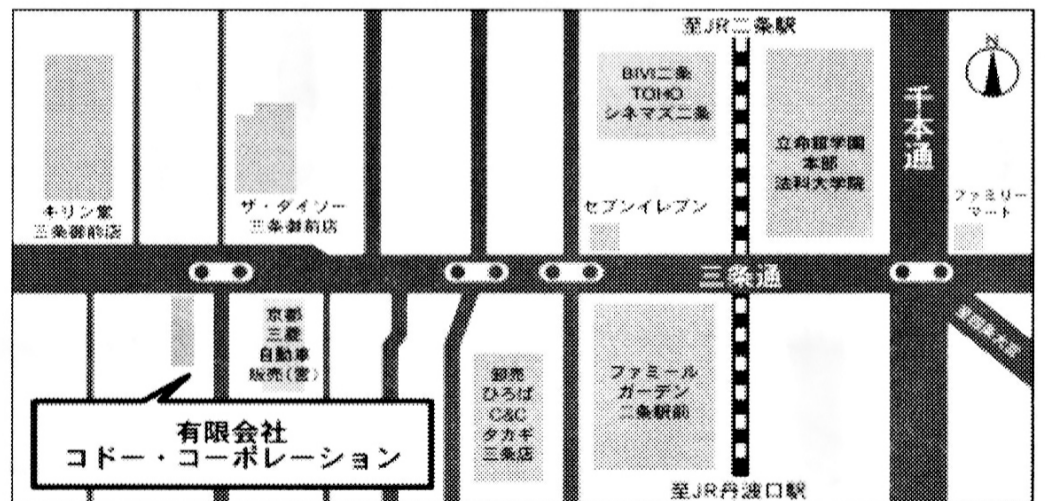 至JR二条駅
N
BIVI二条
TOHO
シネマズ二条
立命館学園
本部
法科大学院
千本通
キリン堂
三条御前店
ザ・ダイソー
三条御前店
セブンイレブン
ファミリー
マート
三条通
京都
三菱
自動車
販売(営)
卸売
ひろば
C&C
タカギ
三条店
ファミール
ガーデン
二条駅前
有限会社
コドー・コーポレーション
至JR丹波口駅